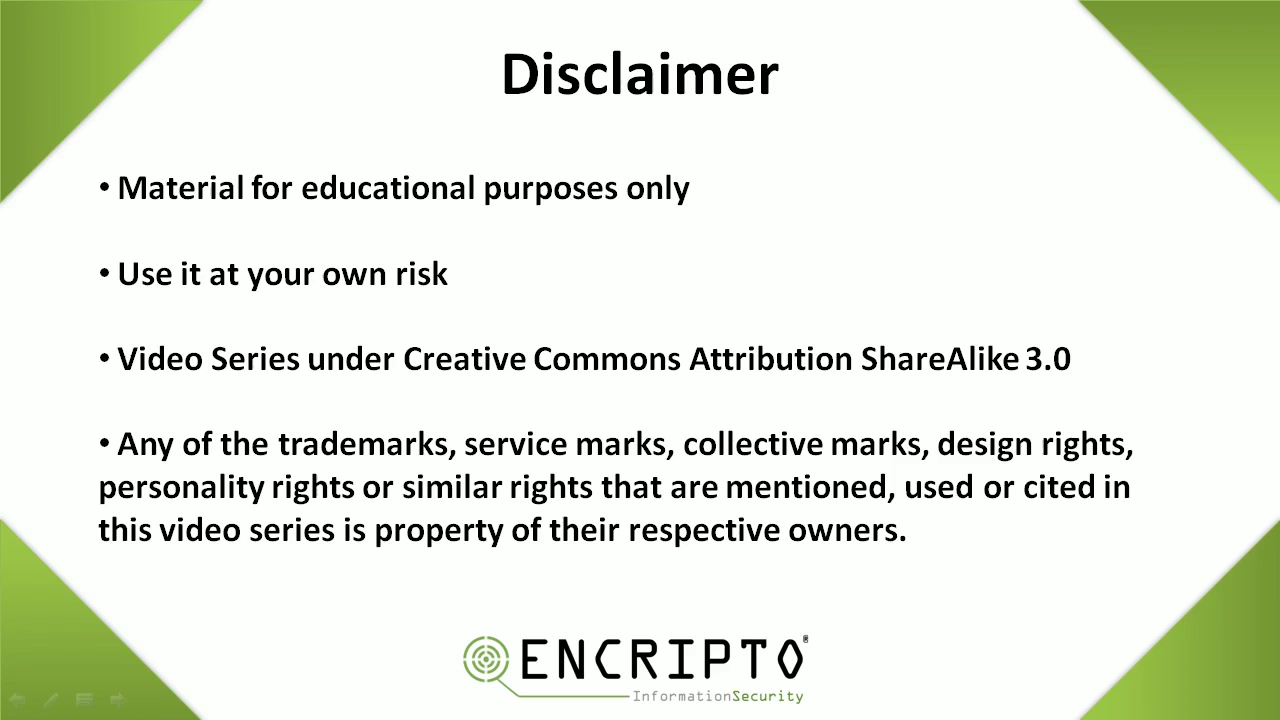 Disclaimer
• Material for educational purposes only
• Use it at your own risk
• Video Series under Creative Commons Attribution ShareAlike 3.0
• Any of the trademarks, service marks, collective marks, design rights,
personality rights or similar rights that are mentioned, used or cited in
this video series is property of their respective owners.
ENCRIPTO®
InformationSecurity